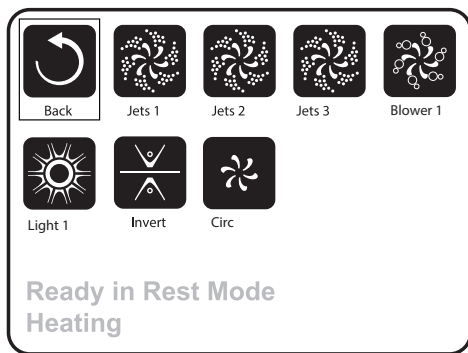 Back Jets 1 Jets 2 Jets 3 Blower 1
Light 1 Invert Circ
Ready in Rest Mode
Heating